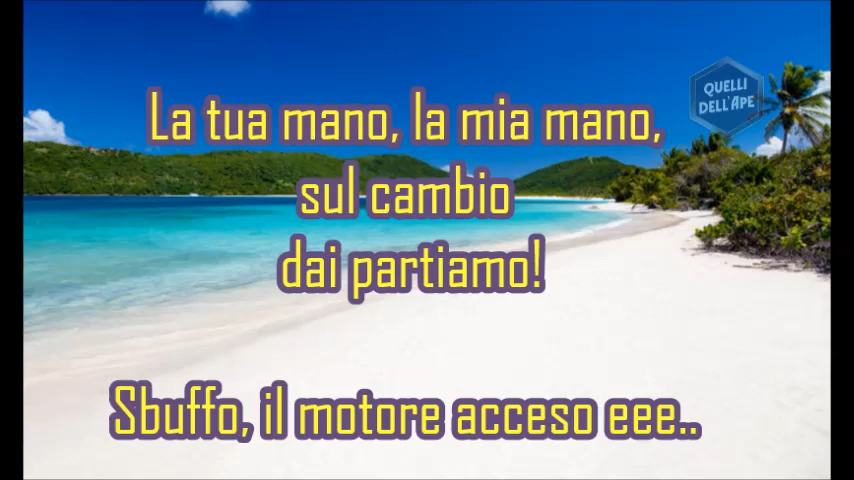 QUELLI
DELL'APE
La tua mano, la mia mano,
sul cambio
dai partiamo!
Sbuffo, il motore acceso eee..